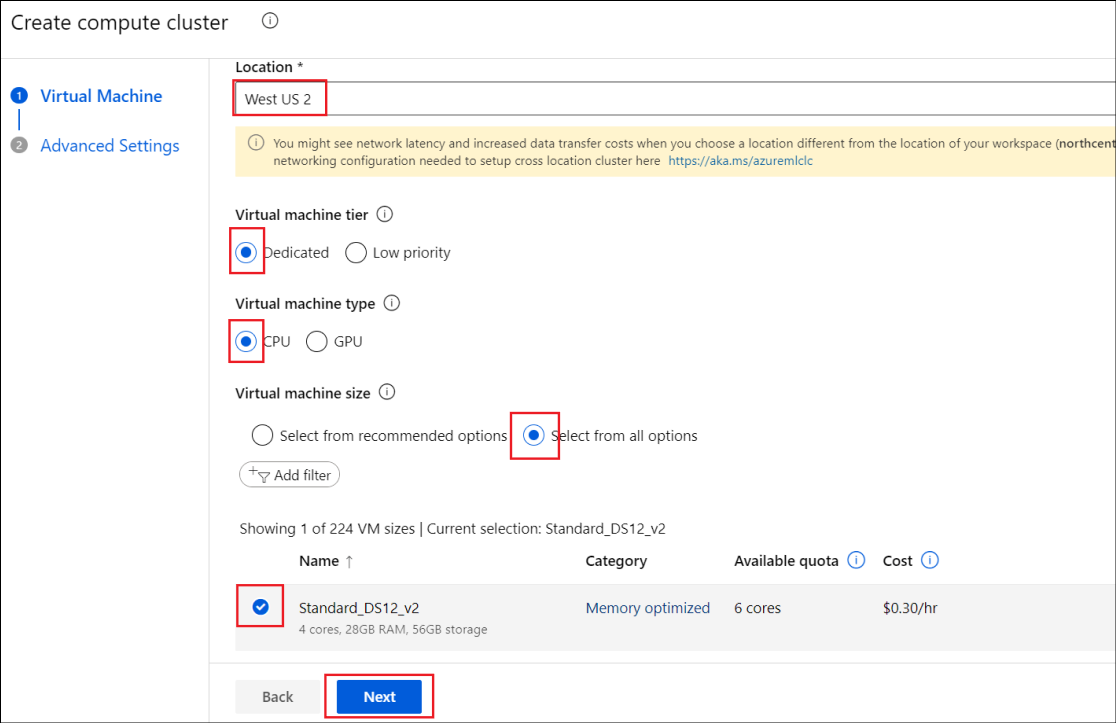 Create compute cluster
1 Virtual Machine
2 Advanced Settings
Location *
West US 2
You might see network latency and increased data transfer costs when you choose a location different from the location of your workspace (northcent
networking configuration needed to setup cross location cluster here https://aka.ms/azuremlclc
Virtual machine tier
Dedicated Low priority
Virtual machine type
CPU GPU
Virtual machine size
Select from recommended options Select from all options
Add filter
Showing 1 of 224 VM sizes | Current selection: Standard_DS12_v2
Name ↑ Category Available quota Cost
Standard_DS12_v2 Memory optimized 6 cores $0.30/hr
4 cores, 28GB RAM, 56GB storage
Back Next